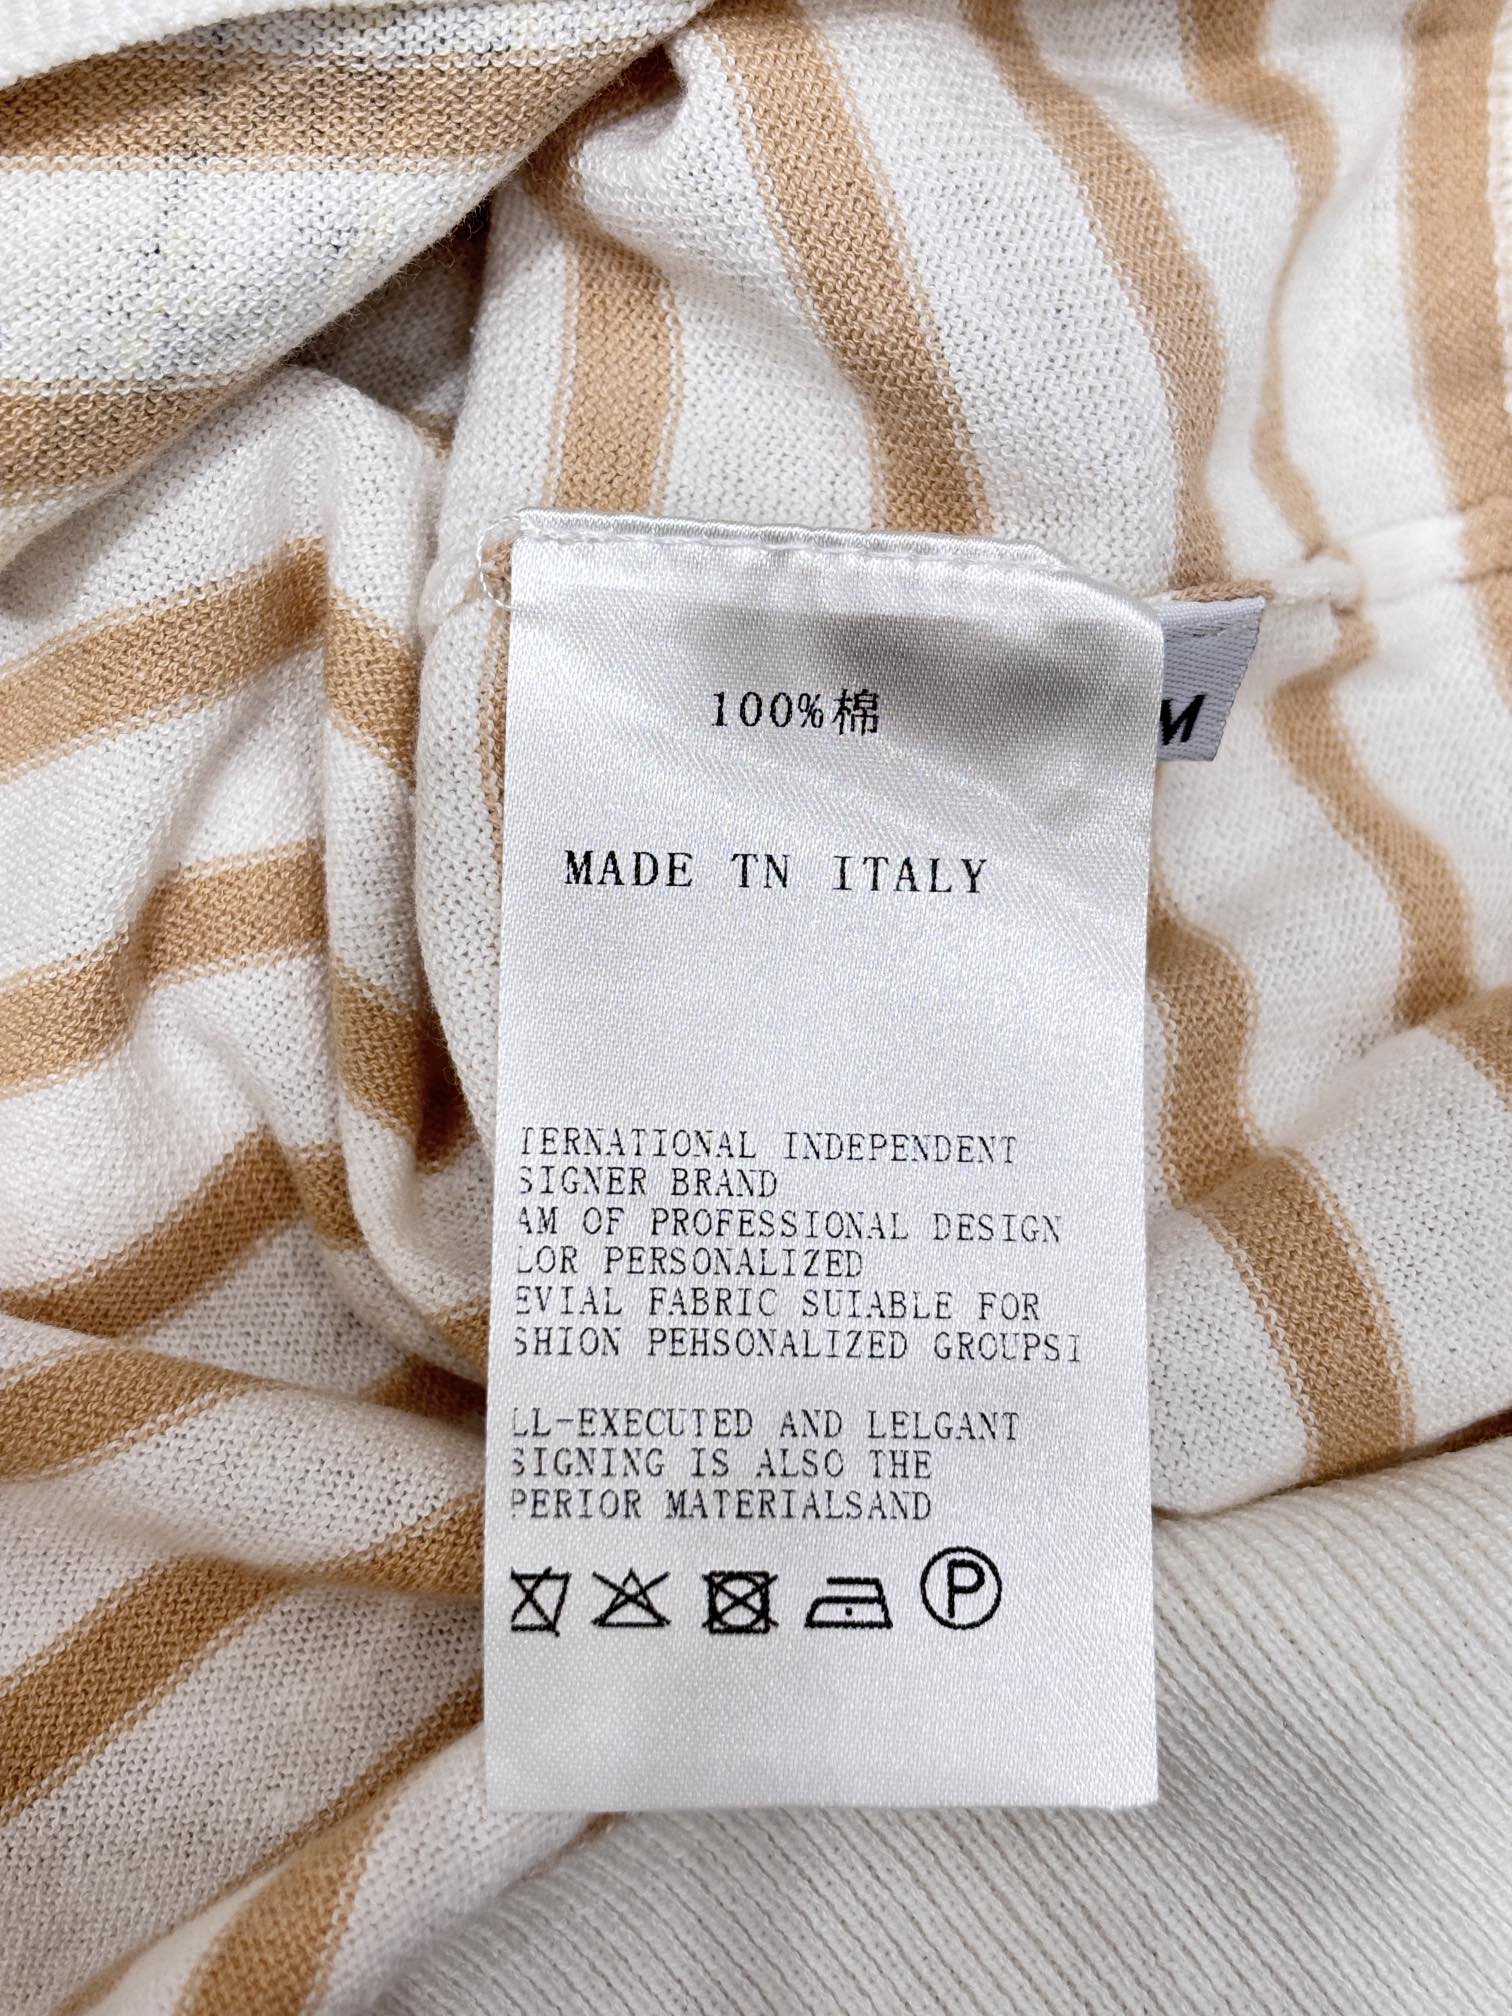 100%棉
M
MADE TN ITALY
TERNATIONAL INDEPENDENT
SIGNER BRAND
AM OF PROFESSIONAL DESIGN
LOR PERSONALIZED
EVIAL FABRIC SUIABLE FOR
SHION PEHSONALIZED GROUPSI
LL-EXECUTED AND LELGANT
SIGNING IS ALSO THE
PERIOR MATERIALSAND
P